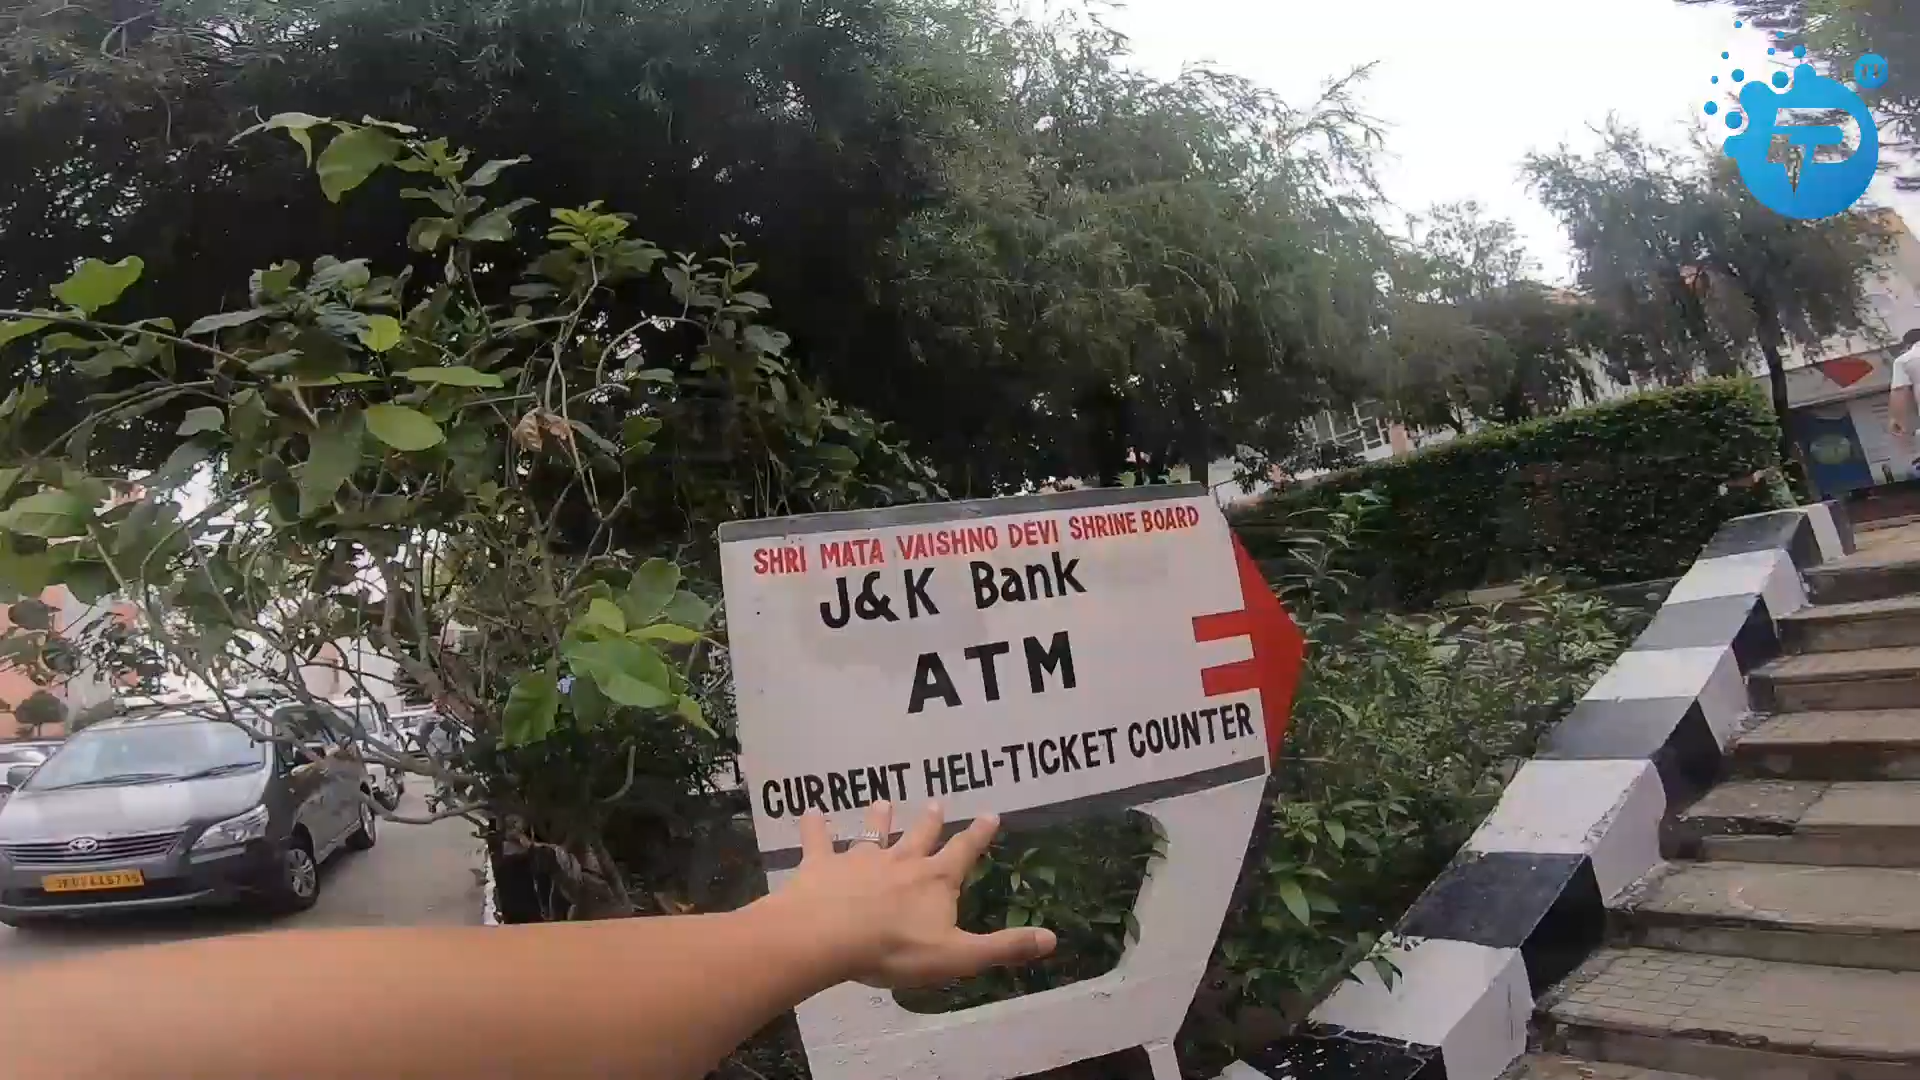 SHRI MATA VAISHNO DEVI SHRINE BOARD
J&K Bank
ATM
CURRENT HELI-TICKET COUNTER